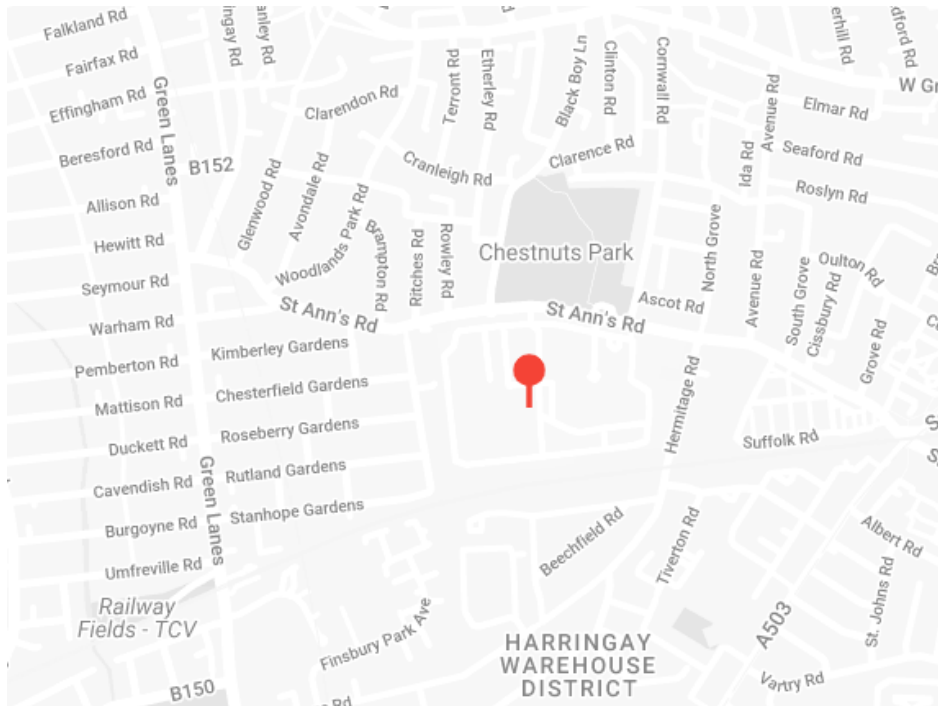 Falkland Rd
Fairfax Rd
Effingham Rd
Beresford Rd
Allison Rd
Hewitt Rd
Seymour Rd
Warham Rd
Pemberton Rd
Mattison Rd
Duckett Rd
Cavendish Rd
Burgoyne Rd
Umfreville Rd
Railway
Fields - TCV
Green Lanes
B152
Green Lanes
B150
Clarendon Rd
Glenwood Rd
Avondale Rd
Woodlands Park Rd
Brampton Rd
Ritches Rd
Rowley Rd
St Ann's Rd
Kimberley Gardens
Chesterfield Gardens
Roseberry Gardens
Rutland Gardens
Stanhope Gardens
Finsbury Park Ave
Terront Rd
Etherley Rd
Cranleigh Rd
Black Boy Ln
Clinton Rd
Cornwall Rd
Clarence Rd
Chestnuts Park
St Ann's Rd
Ascot Rd
North Grove
Ida Rd
Avenue Rd
Avenue Rd
Elmar Rd
Seaford Rd
Roslyn Rd
Oulton Rd
South Grove
Cissbury Rd
Grove Rd
Hermitage Rd
Suffolk Rd
Beechfield Rd
Tiverton Rd
Albert Rd
St. Johns Rd
A503
Vartry Rd
HARRINGAY
WAREHOUSE
DISTRICT